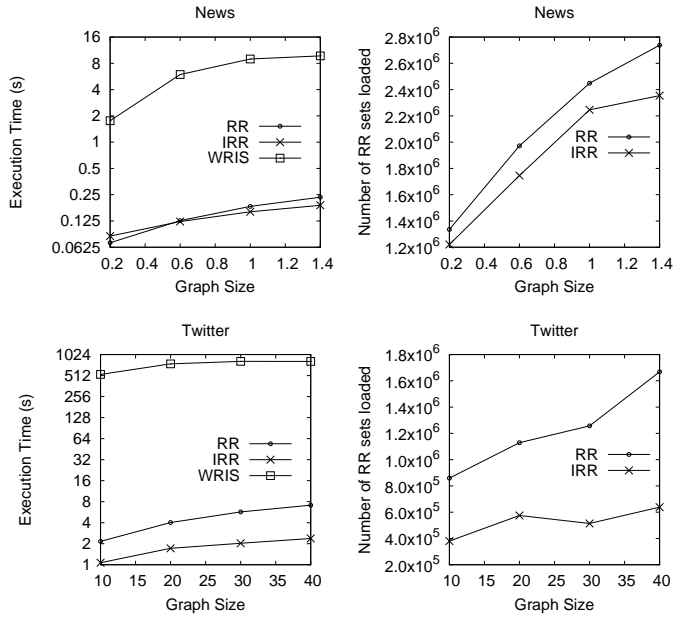 News
Execution Time (s)
16
8
4
2
1
0.5
0.25
0.125
0.0625
RR
IRR
WRIS
0.2 0.4 0.6 0.8 1 1.2 1.4
Graph Size
News
Number of RR sets loaded
2.8x10^6
2.6x10^6
2.4x10^6
2.2x10^6
2.0x10^6
1.8x10^6
1.6x10^6
1.4x10^6
1.2x10^6
RR
IRR
0.2 0.4 0.6 0.8 1 1.2 1.4
Graph Size
Twitter
Execution Time (s)
1024
512
256
128
64
32
16
8
4
2
1
RR
IRR
WRIS
10 15 20 25 30 35 40
Graph Size
Twitter
Number of RR sets loaded
1.8x10^6
1.6x10^6
1.4x10^6
1.2x10^6
1.0x10^6
8.0x10^5
6.0x10^5
4.0x10^5
2.0x10^5
RR
IRR
10 15 20 25 30 35 40
Graph Size